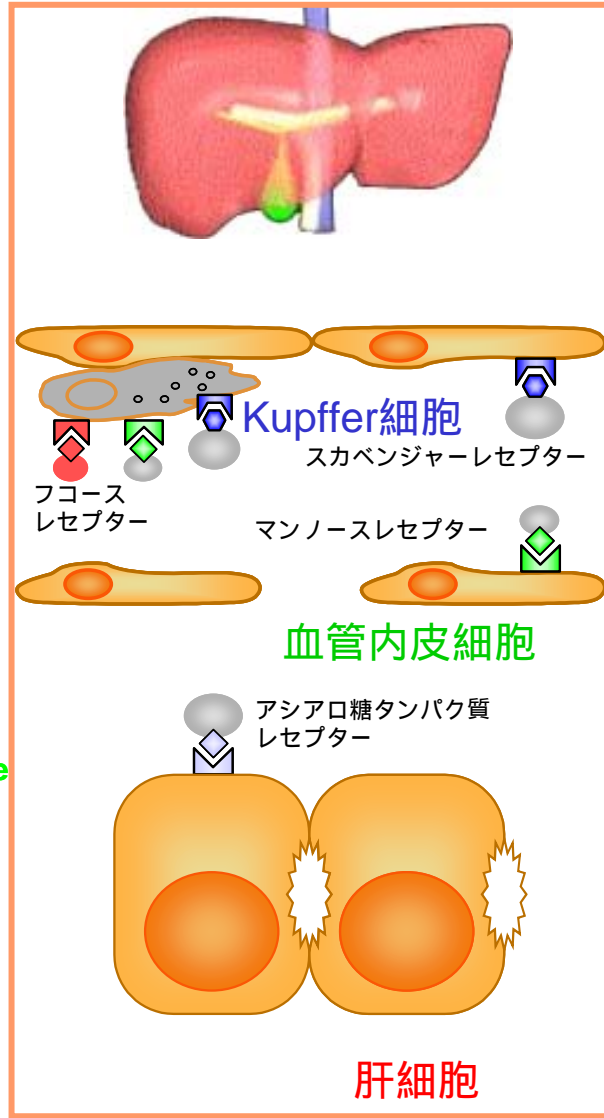 Kupffer細胞
スカベンジャーレセプター
フコース
レセプター
マンノースレセプター
血管内皮細胞
アシアロ糖タンパク質
レセプター
e
肝細胞